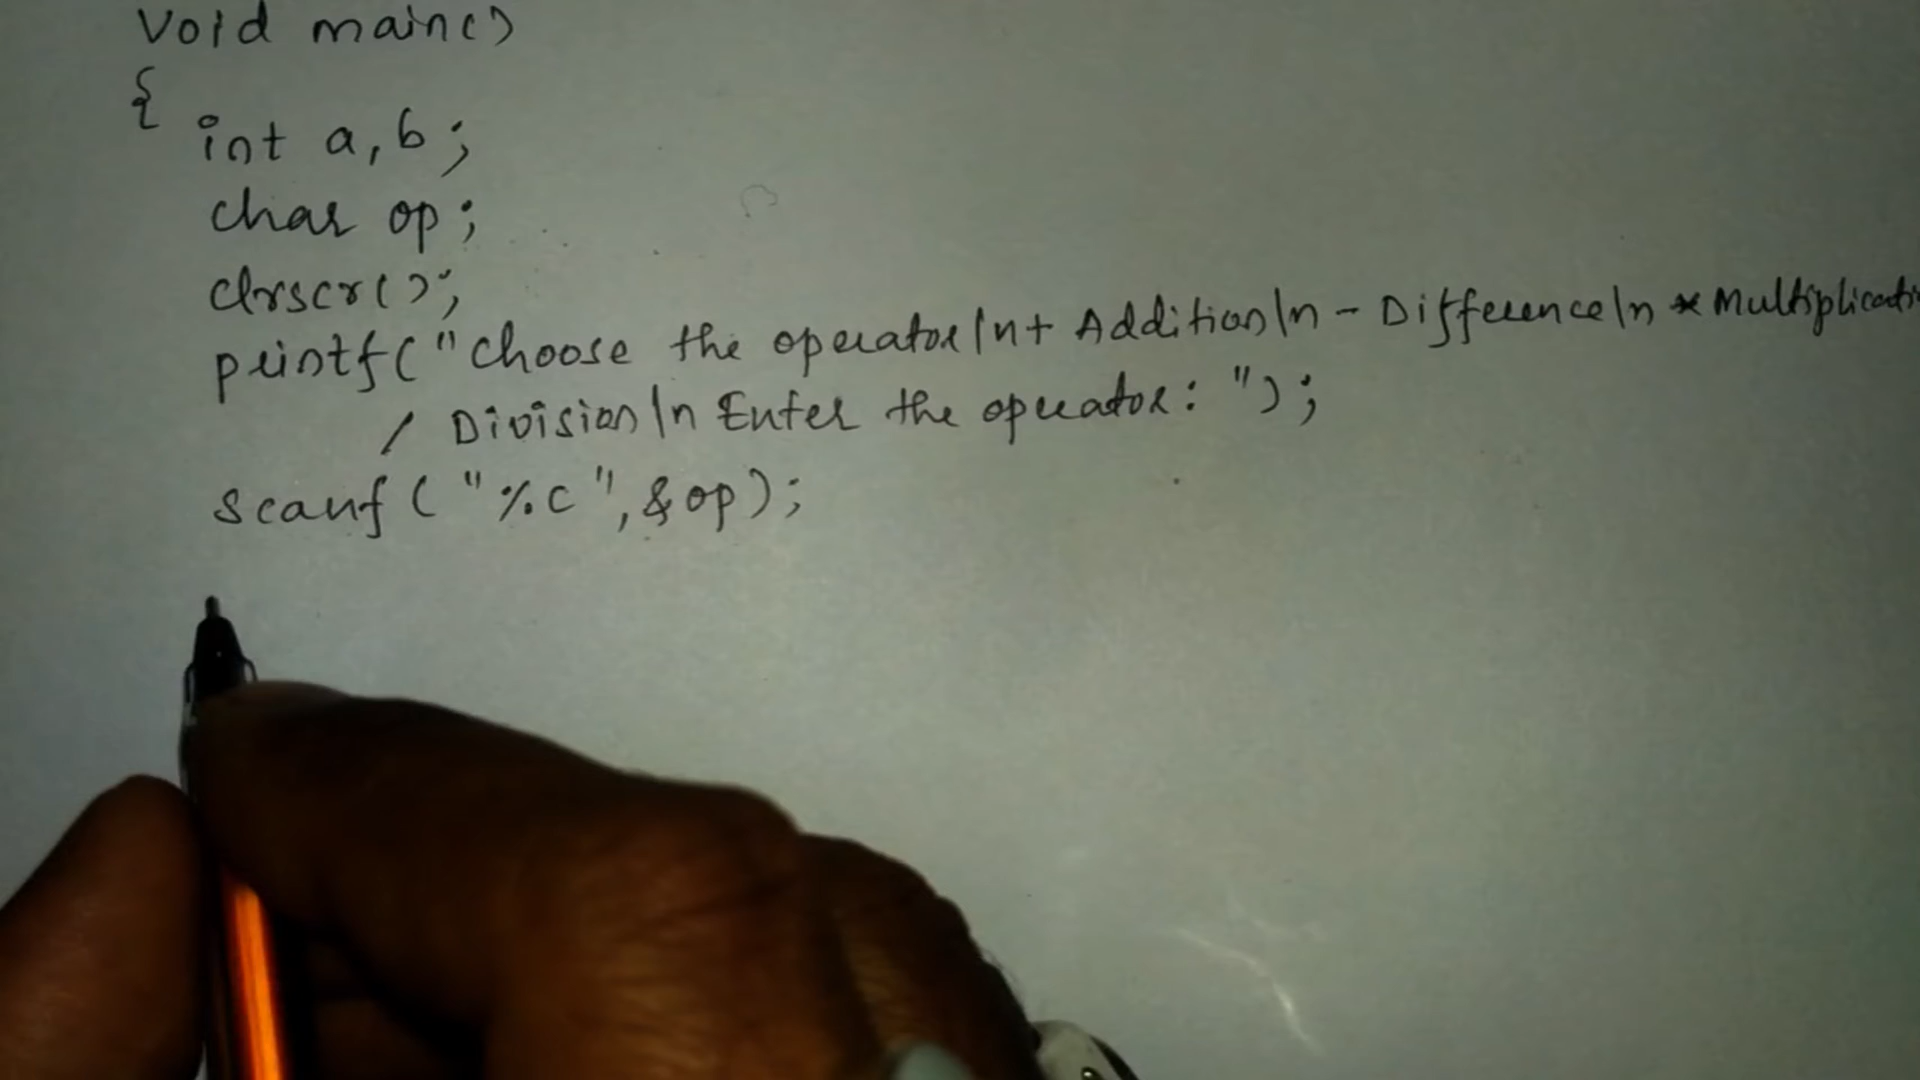 void main()
{
int a, b;
char op;
clrscr();
printf("choose the operator\n+ Addition\n - Difference\n * Multiplicati
/ Division\n Enter the operator: ");
scanf("%c", &op);